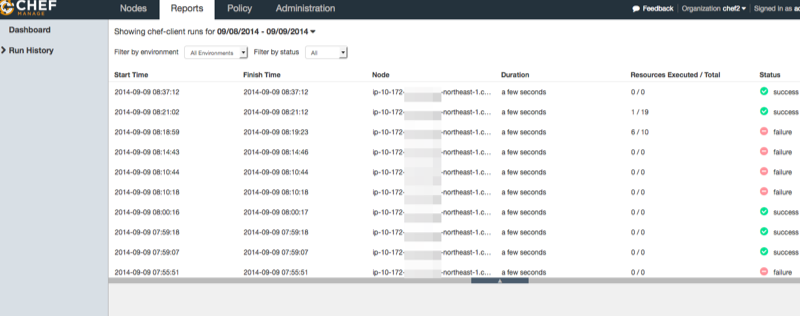 CHEF
MANAGE
Nodes Reports Policy Administration
Feedback Organization chef2 Signed in as
Dashboard
Run History
Showing chef-client runs for 09/08/2014 - 09/09/2014
Filter by environment All Environments Filter by status All
Start Time Finish Time Node Duration Resources Executed / Total Status
2014-09-09 08:37:12 2014-09-09 08:37:12 ip-10-172- -northeast-1.c... a few seconds 0 / 0 success
2014-09-09 08:21:02 2014-09-09 08:21:12 ip-10-172- -northeast-1.c... a few seconds 1 / 19 success
2014-09-09 08:18:59 2014-09-09 08:19:23 ip-10-172- -northeast-1.c... a few seconds 6 / 10 failure
2014-09-09 08:14:43 2014-09-09 08:14:46 ip-10-172- -northeast-1.c... a few seconds 0 / 0 failure
2014-09-09 08:10:44 2014-09-09 08:10:44 ip-10-172- -northeast-1.c... a few seconds 0 / 0 failure
2014-09-09 08:10:18 2014-09-09 08:10:18 ip-10-172- -northeast-1.c... a few seconds 0 / 0 failure
2014-09-09 08:00:16 2014-09-09 08:00:17 ip-10-172- -northeast-1.c... a few seconds 0 / 0 success
2014-09-09 07:59:18 2014-09-09 07:59:18 ip-10-172- -northeast-1.c... a few seconds 0 / 0 success
2014-09-09 07:59:07 2014-09-09 07:59:07 ip-10-172- -northeast-1.c... a few seconds 0 / 0 success
2014-09-09 07:55:51 2014-09-09 07:55:51 ip-10-172- -northeast-1.c... a few seconds 0 / 0 failure